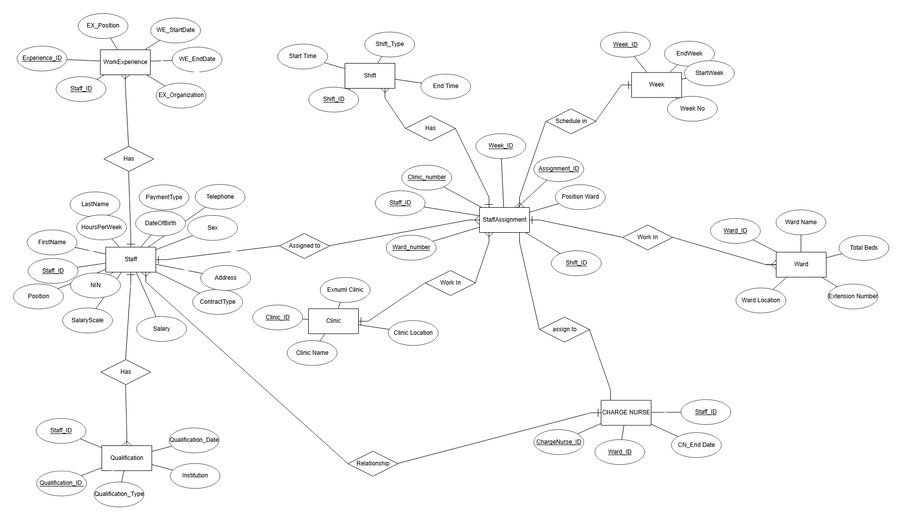 EX_Position
WE_StartDate
Experience_ID
WorkExperience
WE_EndDate
Staff_ID
EX_Organization
Has
Shift_Type
Start Time
Shift
End Time
Shift_ID
Has
Week_ID
EndWeek
StartWeek
Week
Week No
Schedule in
Week_ID
Clinic_number
Assignment_ID
Staff_ID
Position Ward
StaffAssignment
Ward_number
Shift_ID
LastName
PaymentType
Telephone
HoursPerWeek
DateOfBirth
Sex
FirstName
Staff
Staff_ID
NIN
Address
Position
ContractType
SalaryScale
Salary
Assigned to
Work In
Ward_ID
Ward Name
Total Beds
Ward
Ward Location
Extension Number
Work In
Exnuml Clinic
Clinic_ID
Clinic
Clinic Location
Clinic Name
assign to
Has
Staff_ID
Qualification_Date
Qualification
Institution
Qualification_ID
Qualification_Type
Relationship
CHARGE NURSE
Staff_ID
ChargeNurse_ID
Ward_ID
CN_End Date